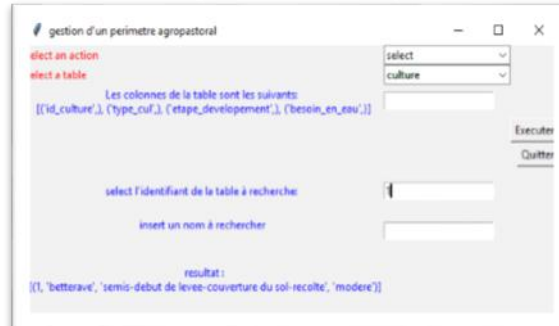 gestion d'un perimetre agropastoral
elect an action
select
elect a table
culture
Les colonnes de la table sont les suivants:
[('id_culture',), ('type_cul',), ('etape_developement',), ('besoin_en_eau',)]
Executer
Quitter
select l'identifiant de la table à recherche:
1
insert un nom à rechercher
resultat :
[(1, 'betterave', 'semis-debut de levee-couverture du sol-recolte', 'modere')]